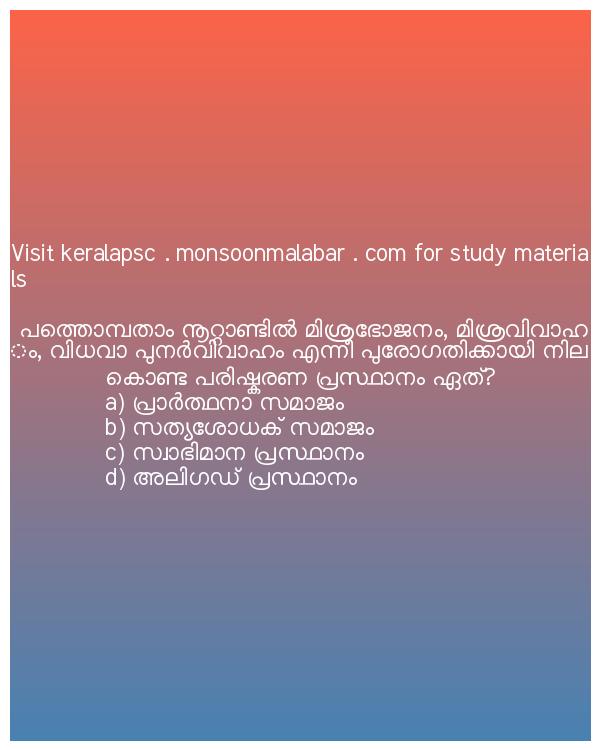 Visit keralapsc . monsoonmalabar . com for study materia
ls
പത്തൊമ്പതാം നൂറ്റാണ്ടിൽ മിശ്രഭോജനം, മിശ്രവിവാഹ
ം, വിധവാ പുനർവിവാഹം എന്നീ പുരോഗതിക്കായി നില
കൊണ്ട പരിഷ്കരണ പ്രസ്ഥാനം ഏത്?
a) പ്രാർത്ഥനാ സമാജം
b) സത്യശോധക് സമാജം
c) സ്വാഭിമാന പ്രസ്ഥാനം
d) അലിഗഡ് പ്രസ്ഥാനം